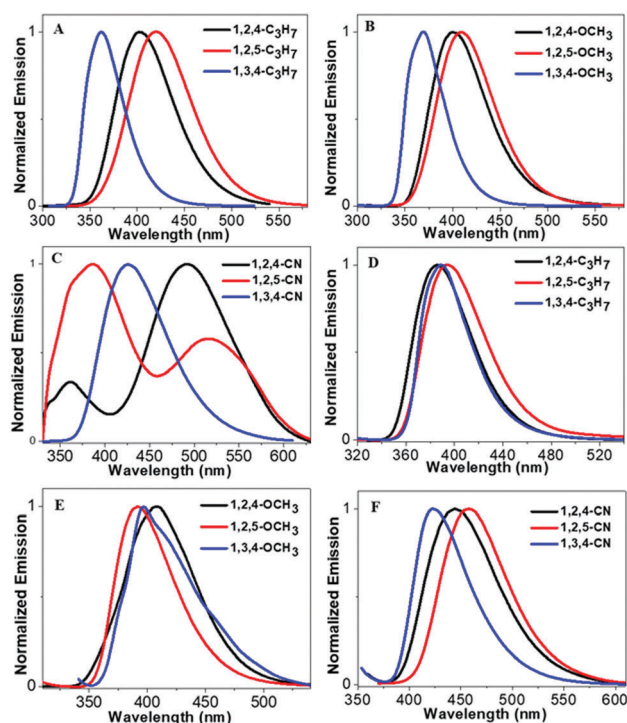 A
1,2,4-C₃H₇
1,2,5-C₃H₇
1,3,4-C₃H₇
Normalized Emission
1
0
300 350 400 450 500 550
Wavelength (nm)
B
1,2,4-OCH₃
1,2,5-OCH₃
1,3,4-OCH₃
Normalized Emission
1
0
300 350 400 450 500 550
Wavelength (nm)
C
1,2,4-CN
1,2,5-CN
1,3,4-CN
Normalized Emission
1
0
350 400 450 500 550 600
Wavelength (nm)
D
1,2,4-C₃H₇
1,2,5-C₃H₇
1,3,4-C₃H₇
Normalized Emission
1
0
320 360 400 440 480 520
Wavelength (nm)
E
1,2,4-OCH₃
1,2,5-OCH₃
1,3,4-OCH₃
Normalized Emission
1
0
350 400 450 500
Wavelength (nm)
F
1,2,4-CN
1,2,5-CN
1,3,4-CN
Normalized Emission
1
0
350 400 450 500 550 600
Wavelength (nm)